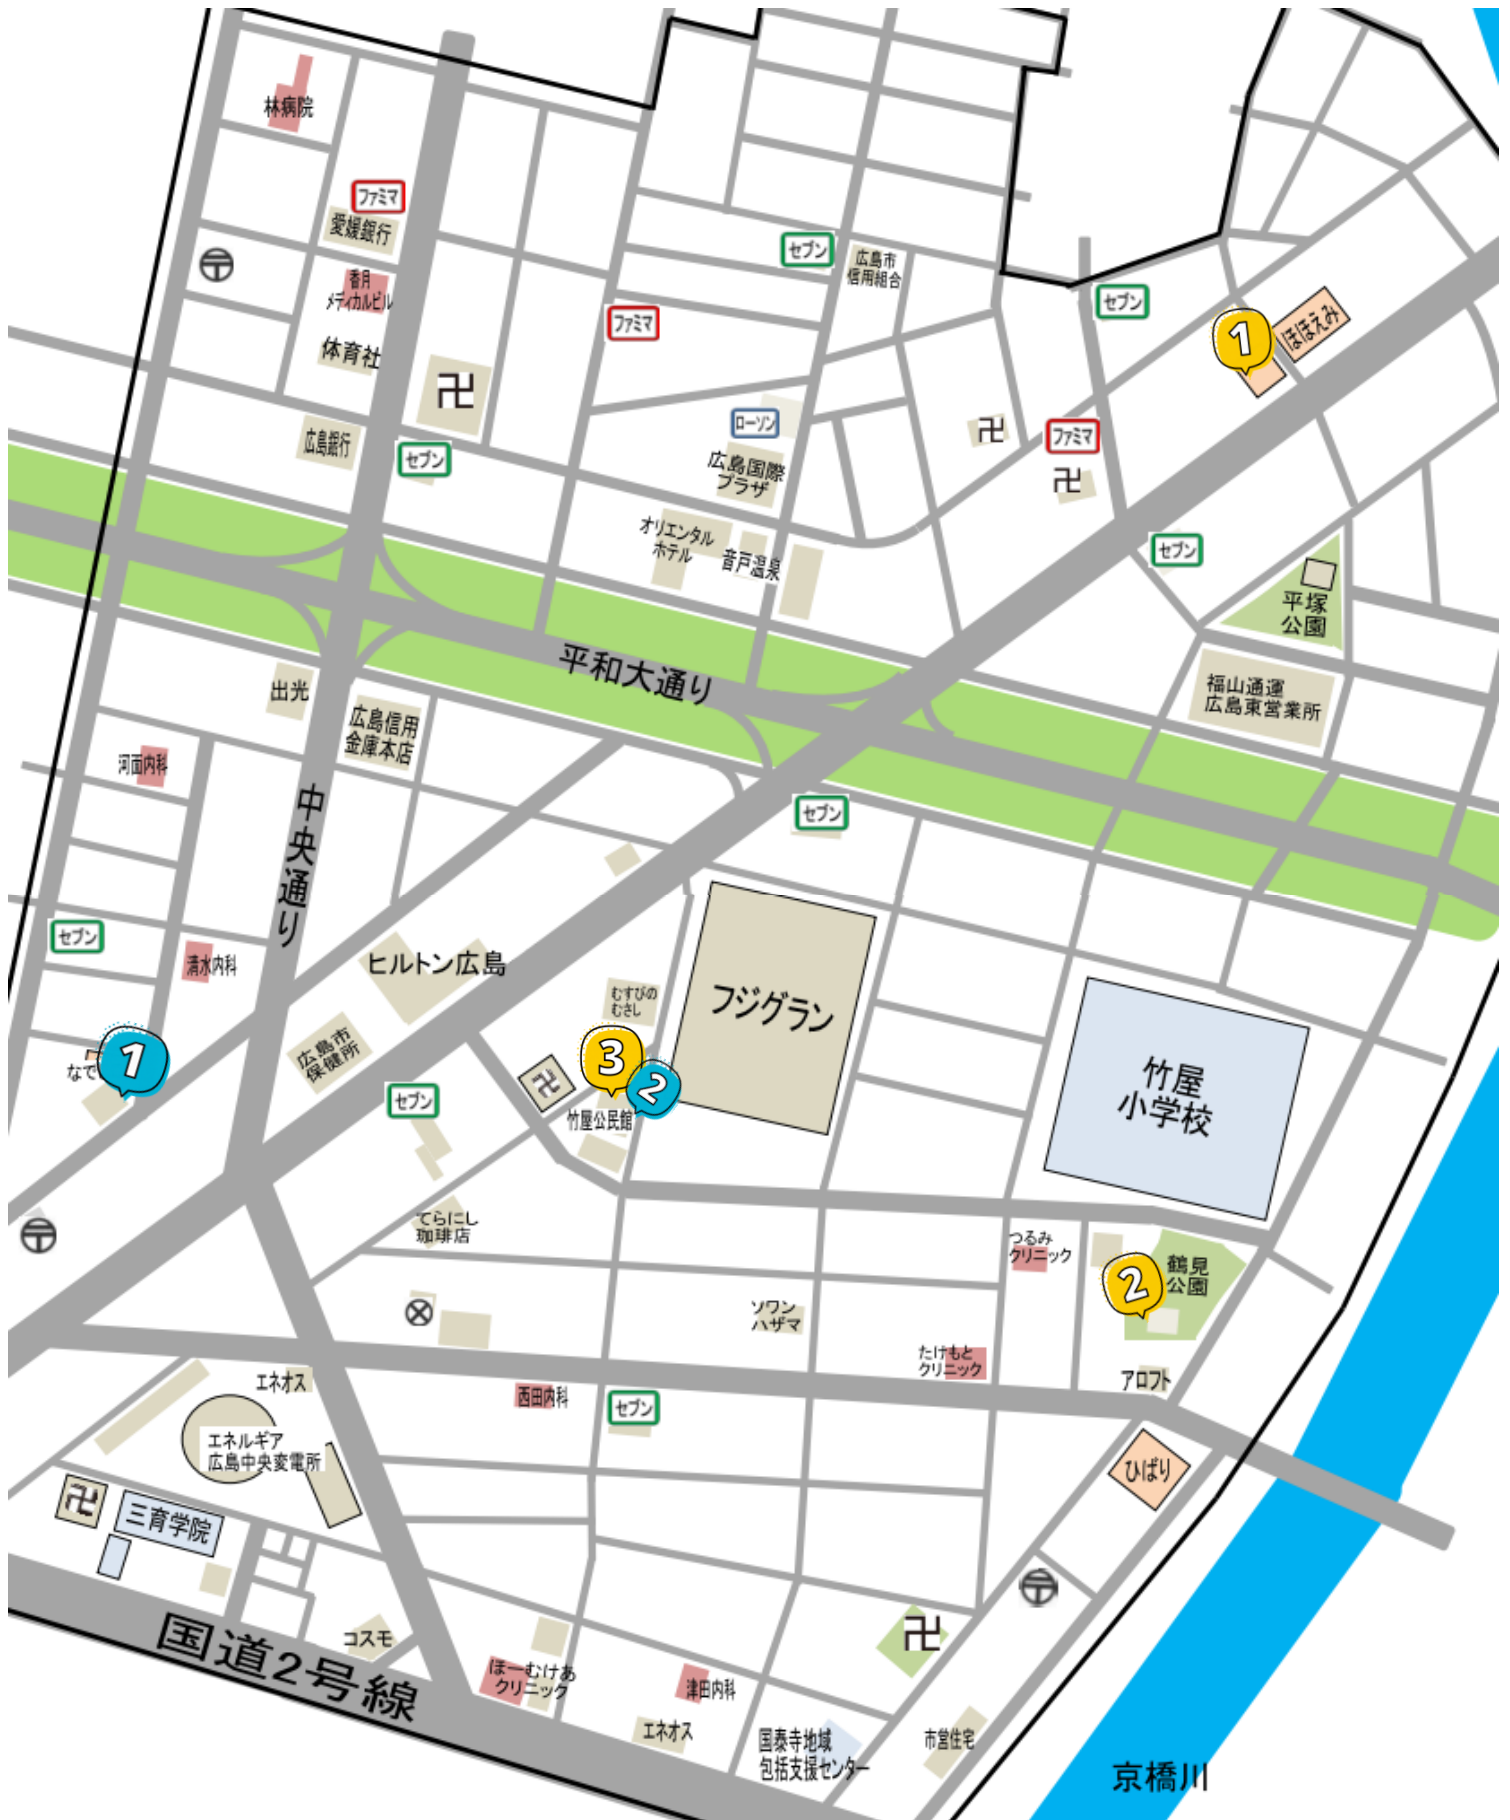 林病院
ファミマ
愛媛銀行
香月
メディカルビル
体育社
広島銀行
セブン
セブン
広島市
信用組合
ファミマ
ローソン
広島国際
プラザ
オリエンタル
ホテル
音戸温泉
セブン
1
ほほえみ
ファミマ
セブン
平塚
公園
福山通運
広島東営業所
平和大通り
出光
広島信用
金庫本店
河面内科
中央通り
セブン
セブン
清水内科
ヒルトン広島
むすびの
むさし
フジグラン
広島市
保健所
1
なで
セブン
3
2
竹屋公民館
竹屋
小学校
てらにし
珈琲店
つるみ
クリニック
2
鶴見
公園
ソワン
ハザマ
たけもと
クリニック
アロフト
エネオス
西田内科
セブン
エネルギア
広島中央変電所
ひばり
三育学院
国道2号線
コスモ
ほーむけあ
クリニック
津田内科
エネオス
国泰寺地域
包括支援センター
市営住宅
京橋川